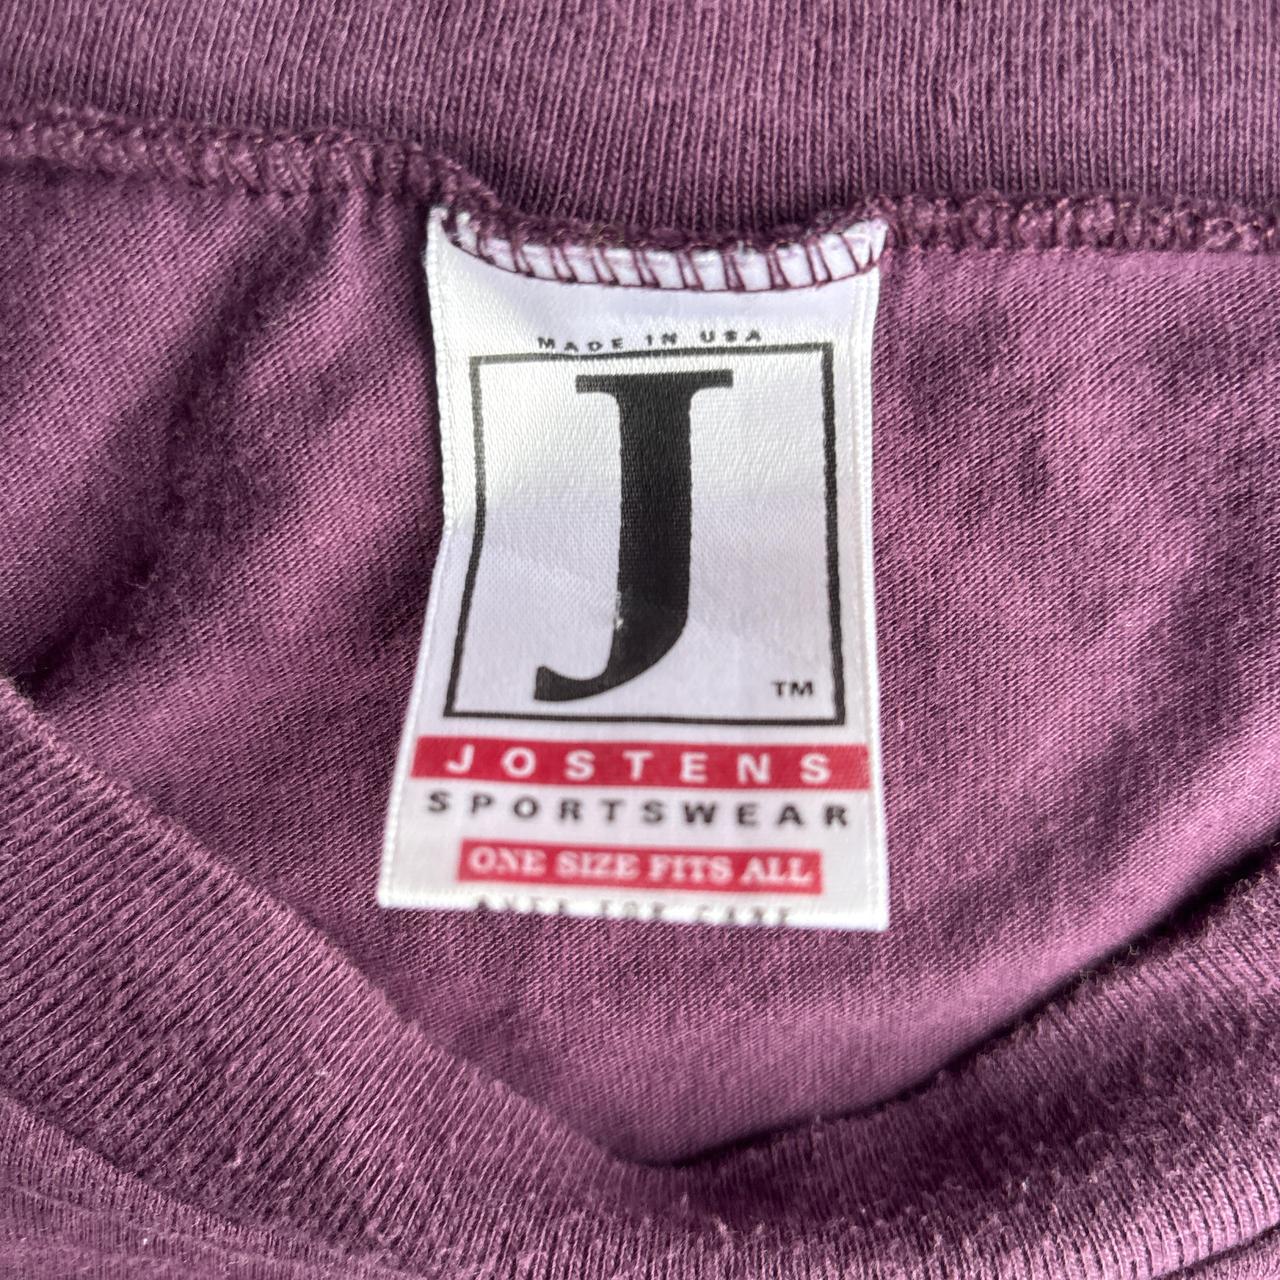 MADE IN USA
J
TM
JOSTENS
SPORTSWEAR
ONE SIZE FITS ALL